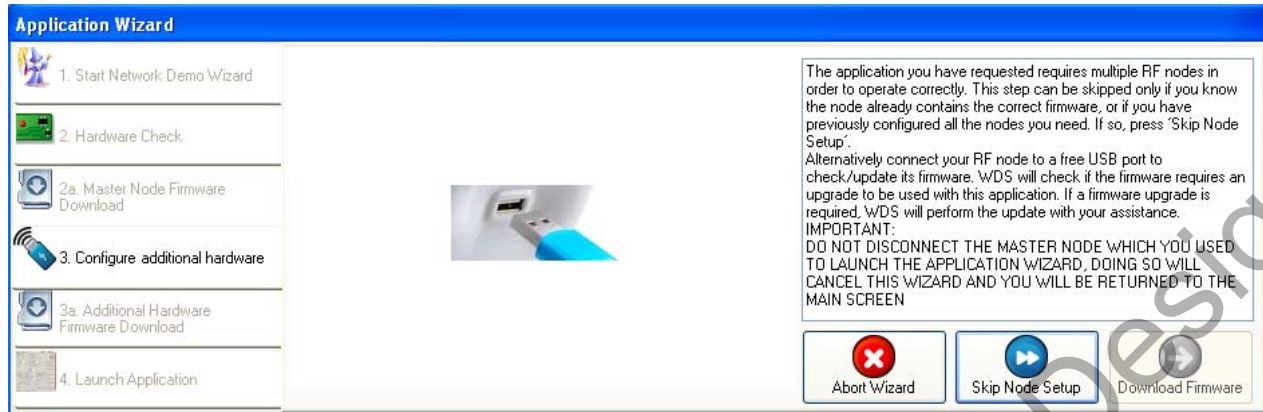 Application Wizard
1. Start Network Demo Wizard
2. Hardware Check
2a. Master Node Firmware
Download
3. Configure additional hardware
3a. Additional Hardware
Firmware Download
4. Launch Application
The application you have requested requires multiple RF nodes in
order to operate correctly. This step can be skipped only if you know
the node already contains the correct firmware, or if you have
previously configured all the nodes you need. If so, press 'Skip Node
Setup'.
Alternatively connect your RF node to a free USB port to
check/update its firmware. WDS will check if the firmware requires an
upgrade to be used with this application. If a firmware upgrade is
required, WDS will perform the update with your assistance.
IMPORTANT:
DO NOT DISCONNECT THE MASTER NODE WHICH YOU USED
TO LAUNCH THE APPLICATION WIZARD, DOING SO WILL
CANCEL THIS WIZARD AND YOU WILL BE RETURNED TO THE
MAIN SCREEN
Abort Wizard
Skip Node Setup
Download Firmware
Desig